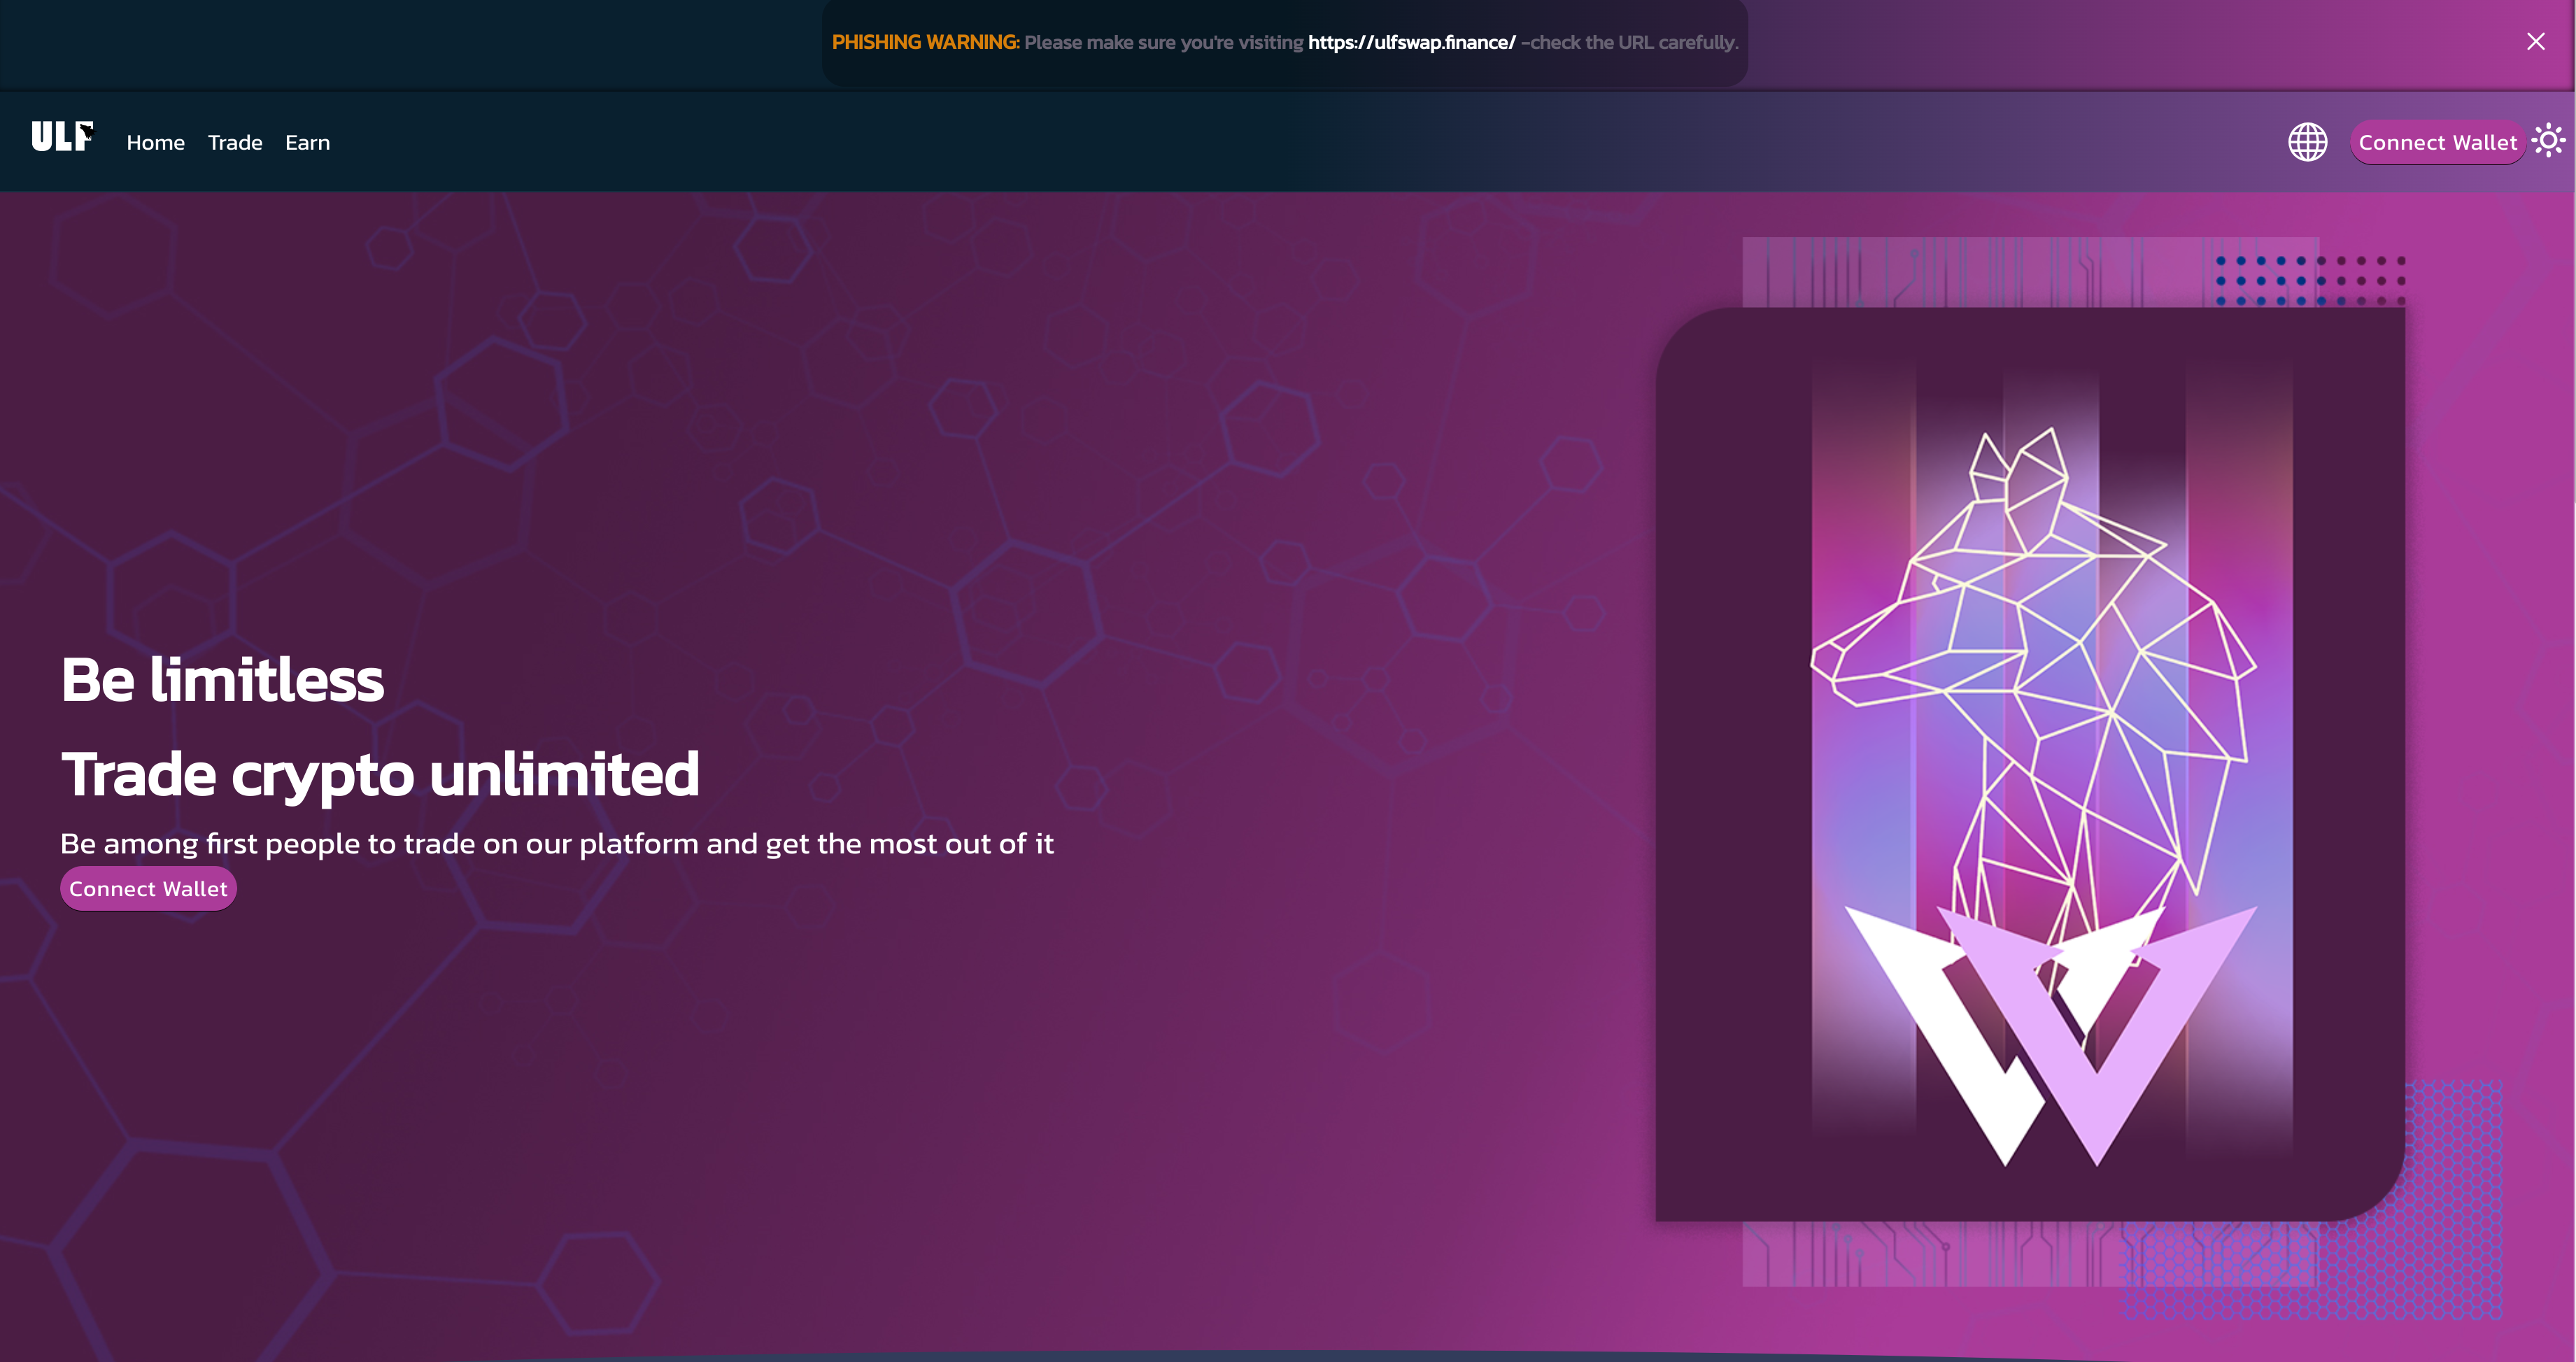 PHISHING WARNING: Please make sure you're visiting https://ulfswap.finance/ -check the URL carefully.
ULF Home Trade Earn Connect Wallet
Be limitless
Trade crypto unlimited
Be among first people to trade on our platform and get the most out of it
Connect Wallet